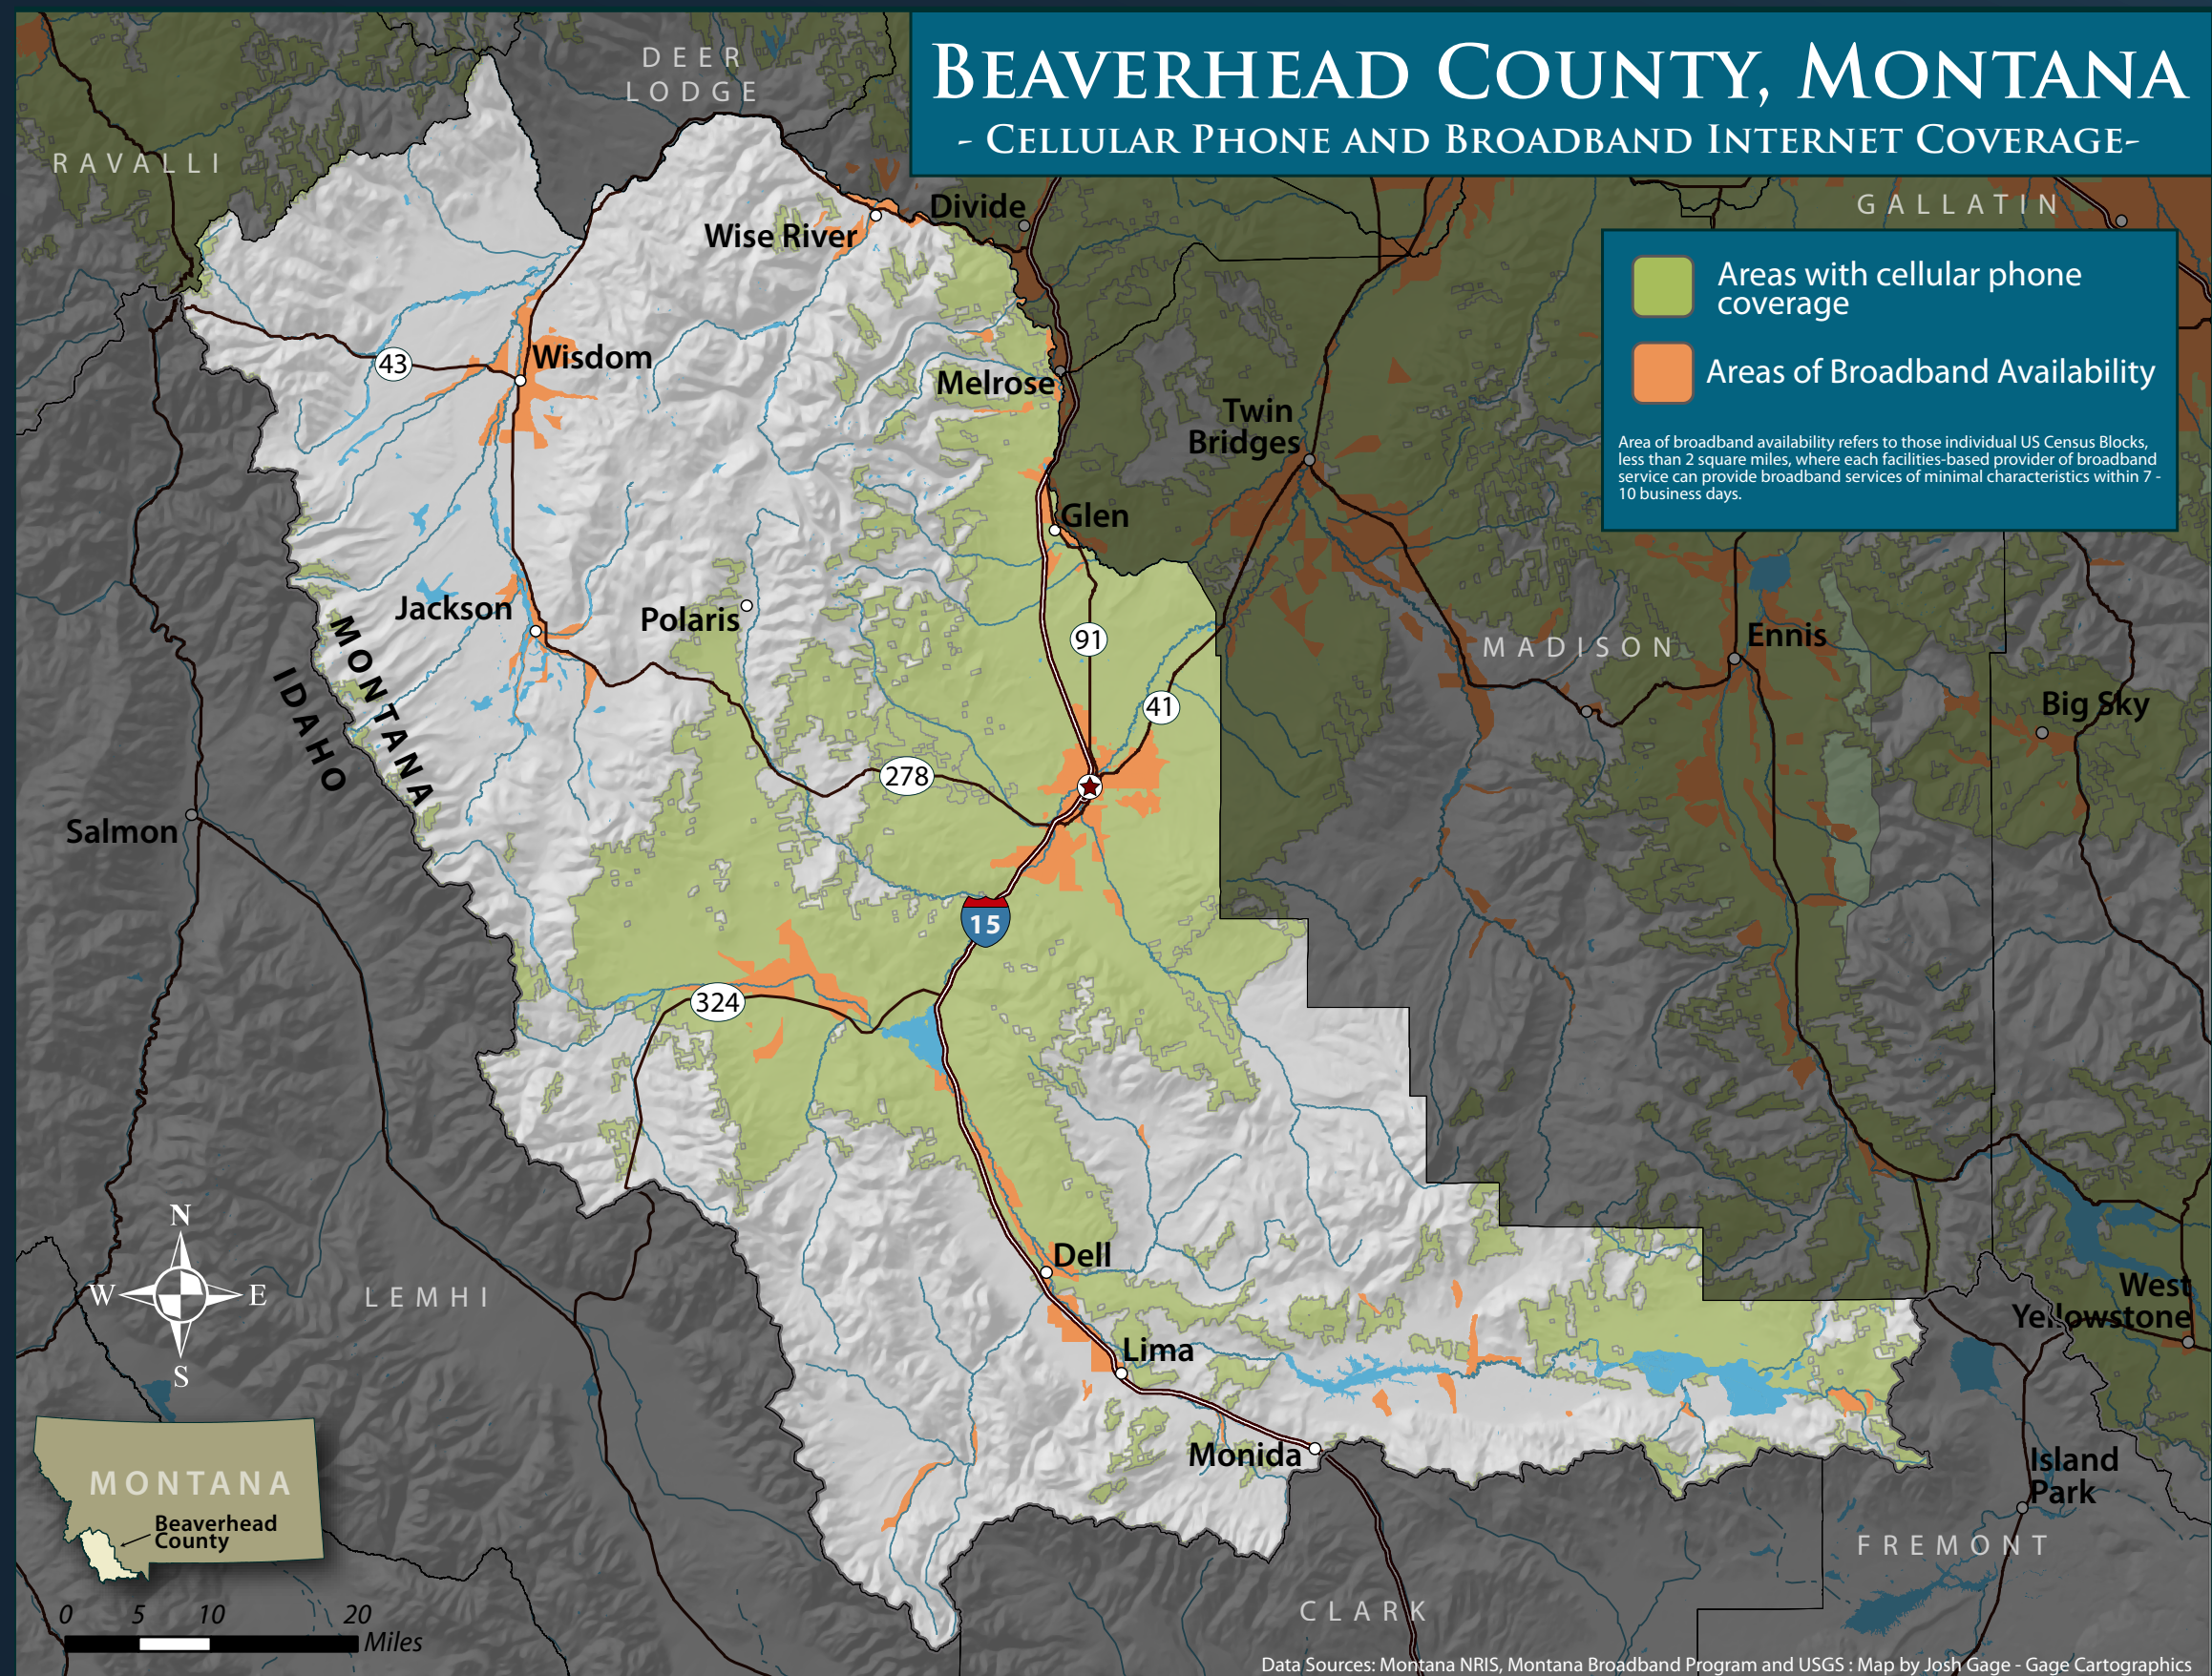 BEAVERHEAD COUNTY, MONTANA
- CELLULAR PHONE AND BROADBAND INTERNET COVERAGE-
DEER
LODGE
RAVALLI
GALLATIN
Areas with cellular phone
coverage
Areas of Broadband Availability
Area of broadband availability refers to those individual US Census Blocks,
less than 2 square miles, where each facilities-based provider of broadband
service can provide broadband services of minimal characteristics within 7 -
10 business days.
Divide
Wise River
43
Wisdom
Melrose
Twin
Bridges
Glen
Jackson
Polaris
91
MADISON
Ennis
MONTANA
IDAHO
41
Big Sky
278
Salmon
15
324
N
W
E
S
LEMHI
Dell
West
Yellowstone
Lima
Monida
Island
Park
MONTANA
Beaverhead
County
FREMONT
CLARK
0 5 10 20
Miles
Data Sources: Montana NRIS, Montana Broadband Program and USGS : Map by Josh Gage - Gage Cartographics